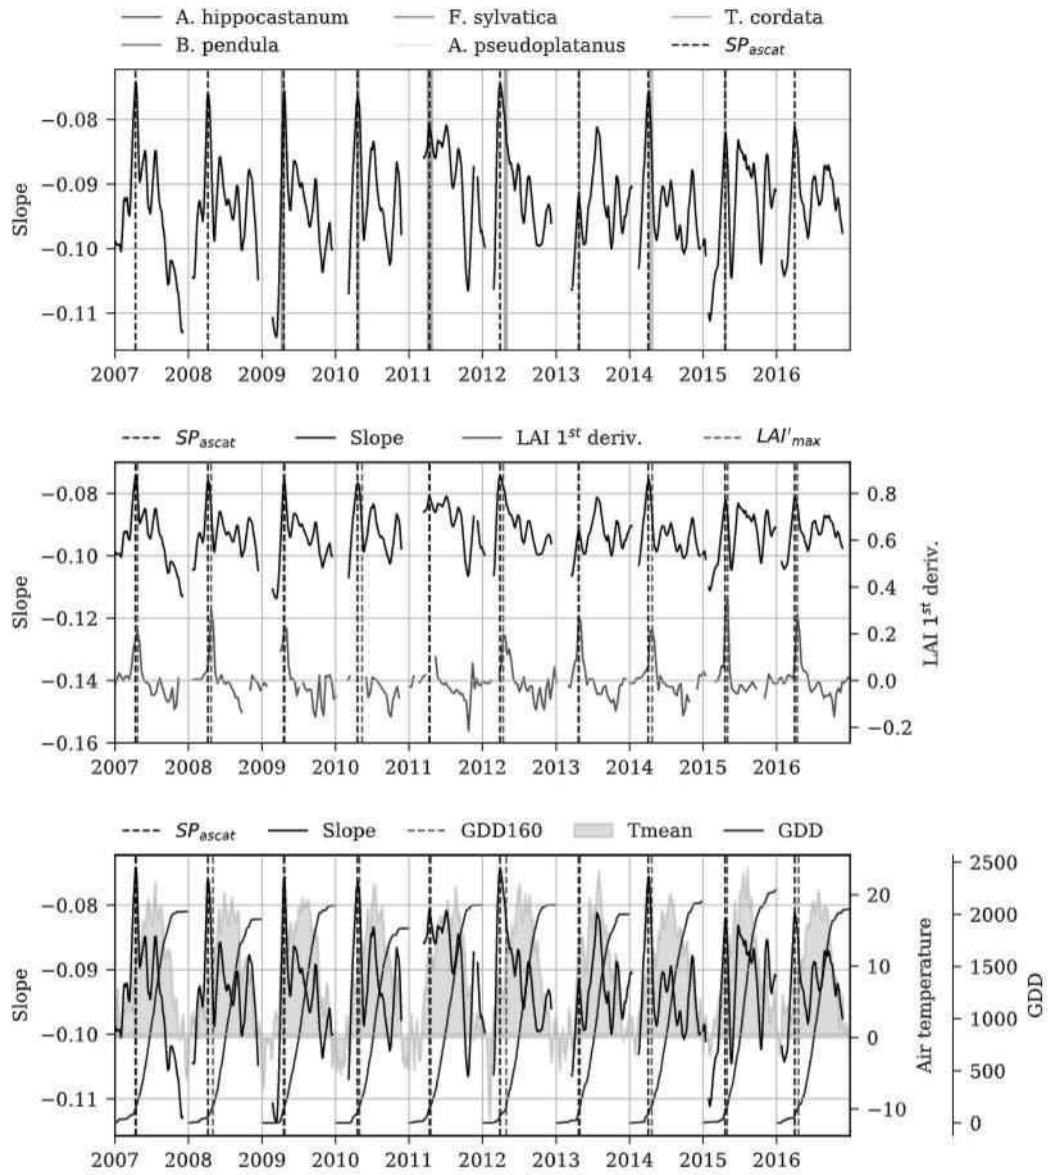 A. hippocastanum F. sylvatica T. cordata
B. pendula A. pseudoplatanus SPascat
−0.08
−0.09
−0.10
−0.11
Slope
2007 2008 2009 2010 2011 2012 2013 2014 2015 2016
SPascat Slope LAI 1st deriv. LAI'max
−0.08 0.8
−0.10 0.6
0.4
−0.12
0.2
−0.14 0.0
−0.2
−0.16
Slope
LAI 1st deriv.
2007 2008 2009 2010 2011 2012 2013 2014 2015 2016
SPascat Slope GDD160 Tmean GDD
2500
−0.08 20 2000
−0.09 10 1500
1000
−0.10 0
500
−0.11 −10 0
Slope
Air temperature
GDD
2007 2008 2009 2010 2011 2012 2013 2014 2015 2016